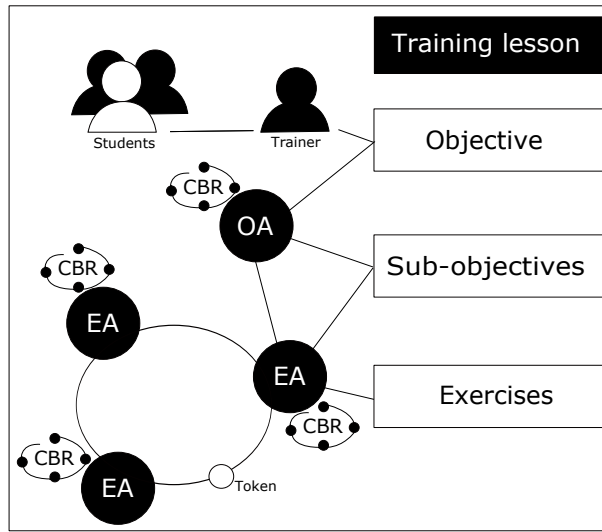 Training lesson
Students
Trainer
Objective
CBR
OA
Sub-objectives
CBR
EA
EA
Exercises
CBR
CBR
EA
Token